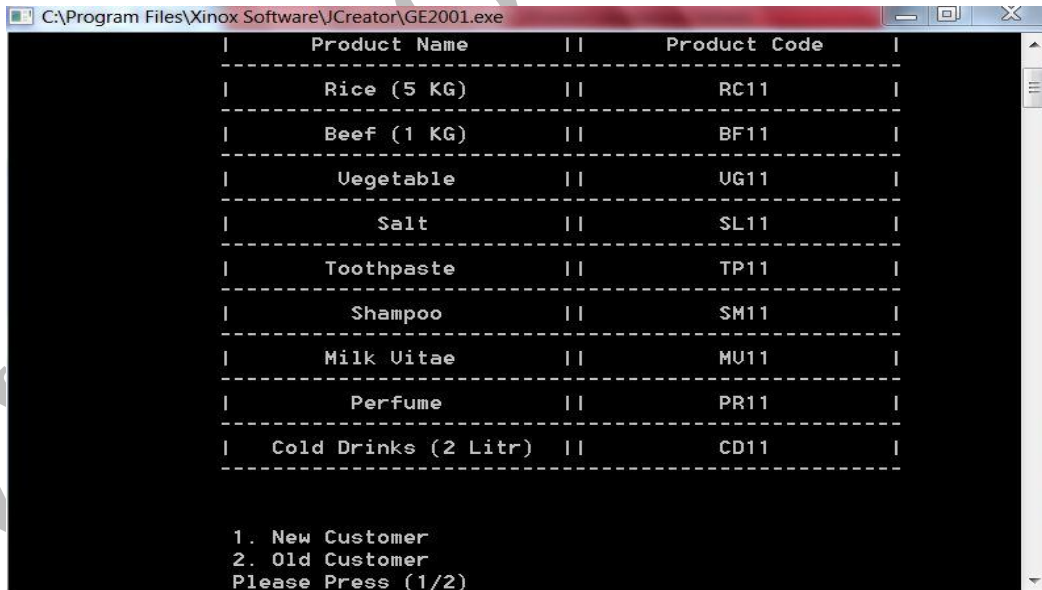 C:\Program Files\Xinox Software\JCreator\GE2001.exe
| Product Name || Product Code |
-----------------------------------------------------
| Rice (5 KG) || RC11 |
-----------------------------------------------------
| Beef (1 KG) || BF11 |
-----------------------------------------------------
| Vegetable || VG11 |
-----------------------------------------------------
| Salt || SL11 |
-----------------------------------------------------
| Toothpaste || TP11 |
-----------------------------------------------------
| Shampoo || SM11 |
-----------------------------------------------------
| Milk Vitae || MV11 |
-----------------------------------------------------
| Perfume || PR11 |
-----------------------------------------------------
| Cold Drinks (2 Litr) || CD11 |
-----------------------------------------------------
1. New Customer
2. Old Customer
Please Press (1/2)